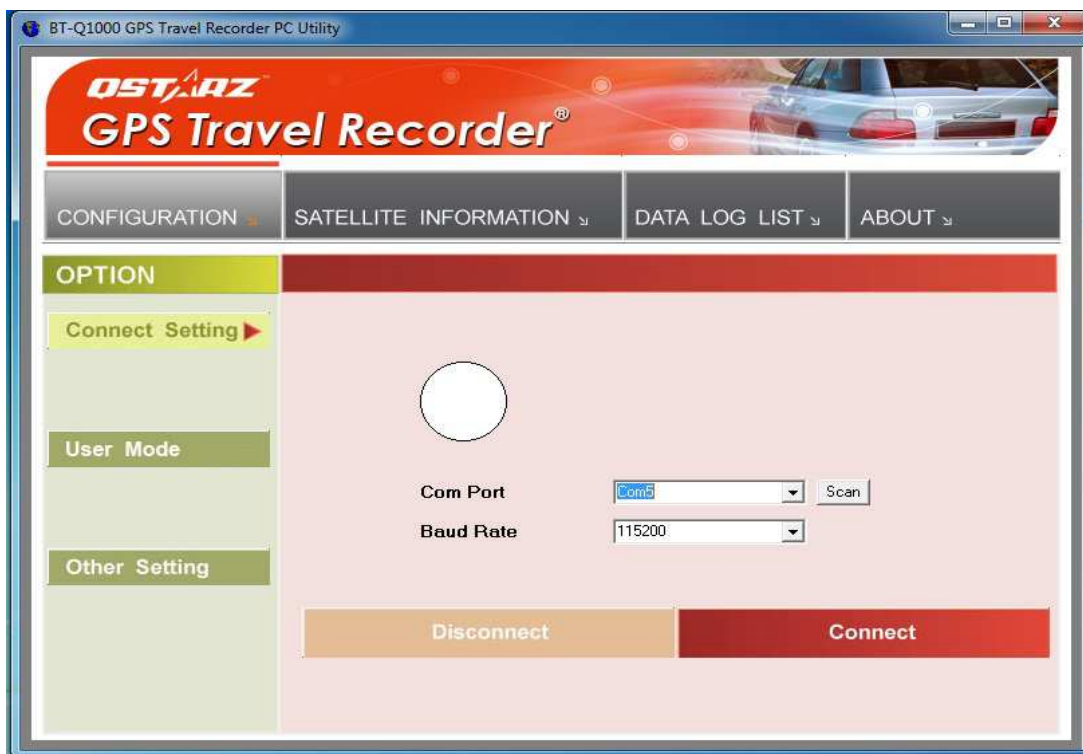 BT-Q1000 GPS Travel Recorder PC Utility
QSTARZ™
GPS Travel Recorder®
CONFIGURATION SATELLITE INFORMATION DATA LOG LIST ABOUT
OPTION
Connect Setting
User Mode
Com Port Com5 Scan
Baud Rate 115200
Other Setting
Disconnect Connect